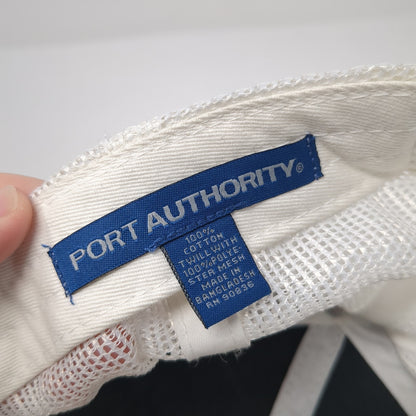 PORT AUTHORITY®
100%
COTTON
TWILL WITH
100%POLYE
STER MESH
MADE IN
BANGLADESH
RN 90836